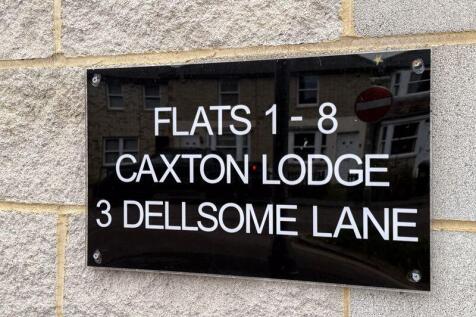 FLATS 1 - 8
CAXTON LODGE
3 DELLSOME LANE